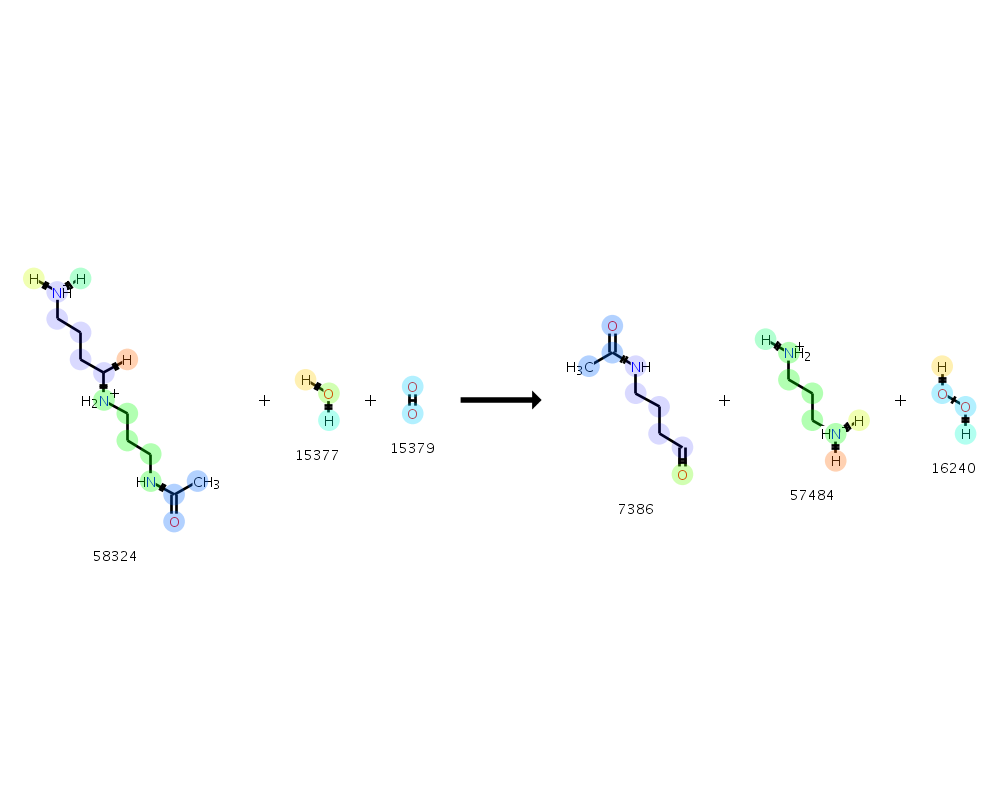 H NH H
H
H2N +
HN CH3
O
58324
+
H O H
15377
+
O O
15379
O
H3C NH
O
7386
+
H NH2 +
HN H
H
57484
+
H O O H
16240